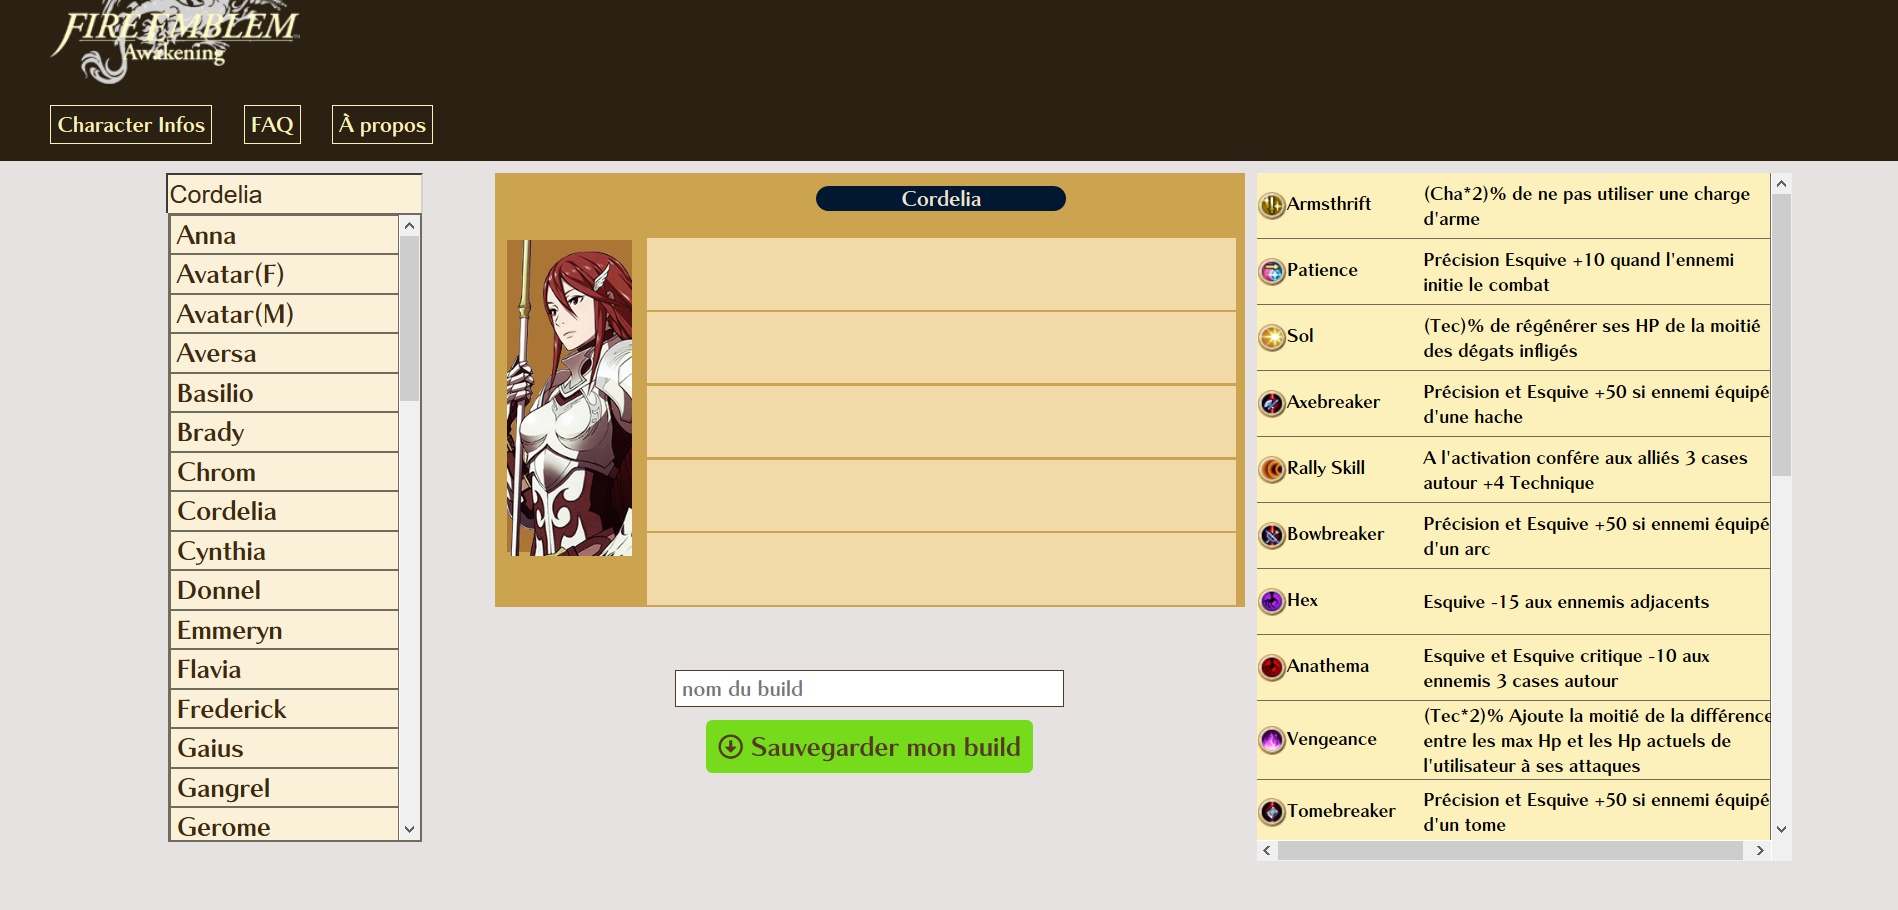 FIRE EMBLEM
Awakening
Character Infos
FAQ
À propos
Cordelia
Anna
Avatar(F)
Avatar(M)
Aversa
Basilio
Brady
Chrom
Cordelia
Cynthia
Donnel
Emmeryn
Flavia
Frederick
Gaius
Gangrel
Gerome
Cordelia
nom du build
Sauvegarder mon build
Armsthrift
(Cha*2)% de ne pas utiliser une charge
d'arme
Patience
Précision Esquive +10 quand l'ennemi
initie le combat
Sol
(Tec)% de régénérer ses HP de la moitié
des dégats infligés
Axebreaker
Précision et Esquive +50 si ennemi équipé
d'une hache
Rally Skill
A l'activation confére aux alliés 3 cases
autour +4 Technique
Bowbreaker
Précision et Esquive +50 si ennemi équipé
d'un arc
Hex
Esquive -15 aux ennemis adjacents
Anathema
Esquive et Esquive critique -10 aux
ennemis 3 cases autour
Vengeance
(Tec*2)% Ajoute la moitié de la différence
entre les max Hp et les Hp actuels de
l'utilisateur à ses attaques
Tomebreaker
Précision et Esquive +50 si ennemi équipé
d'un tome